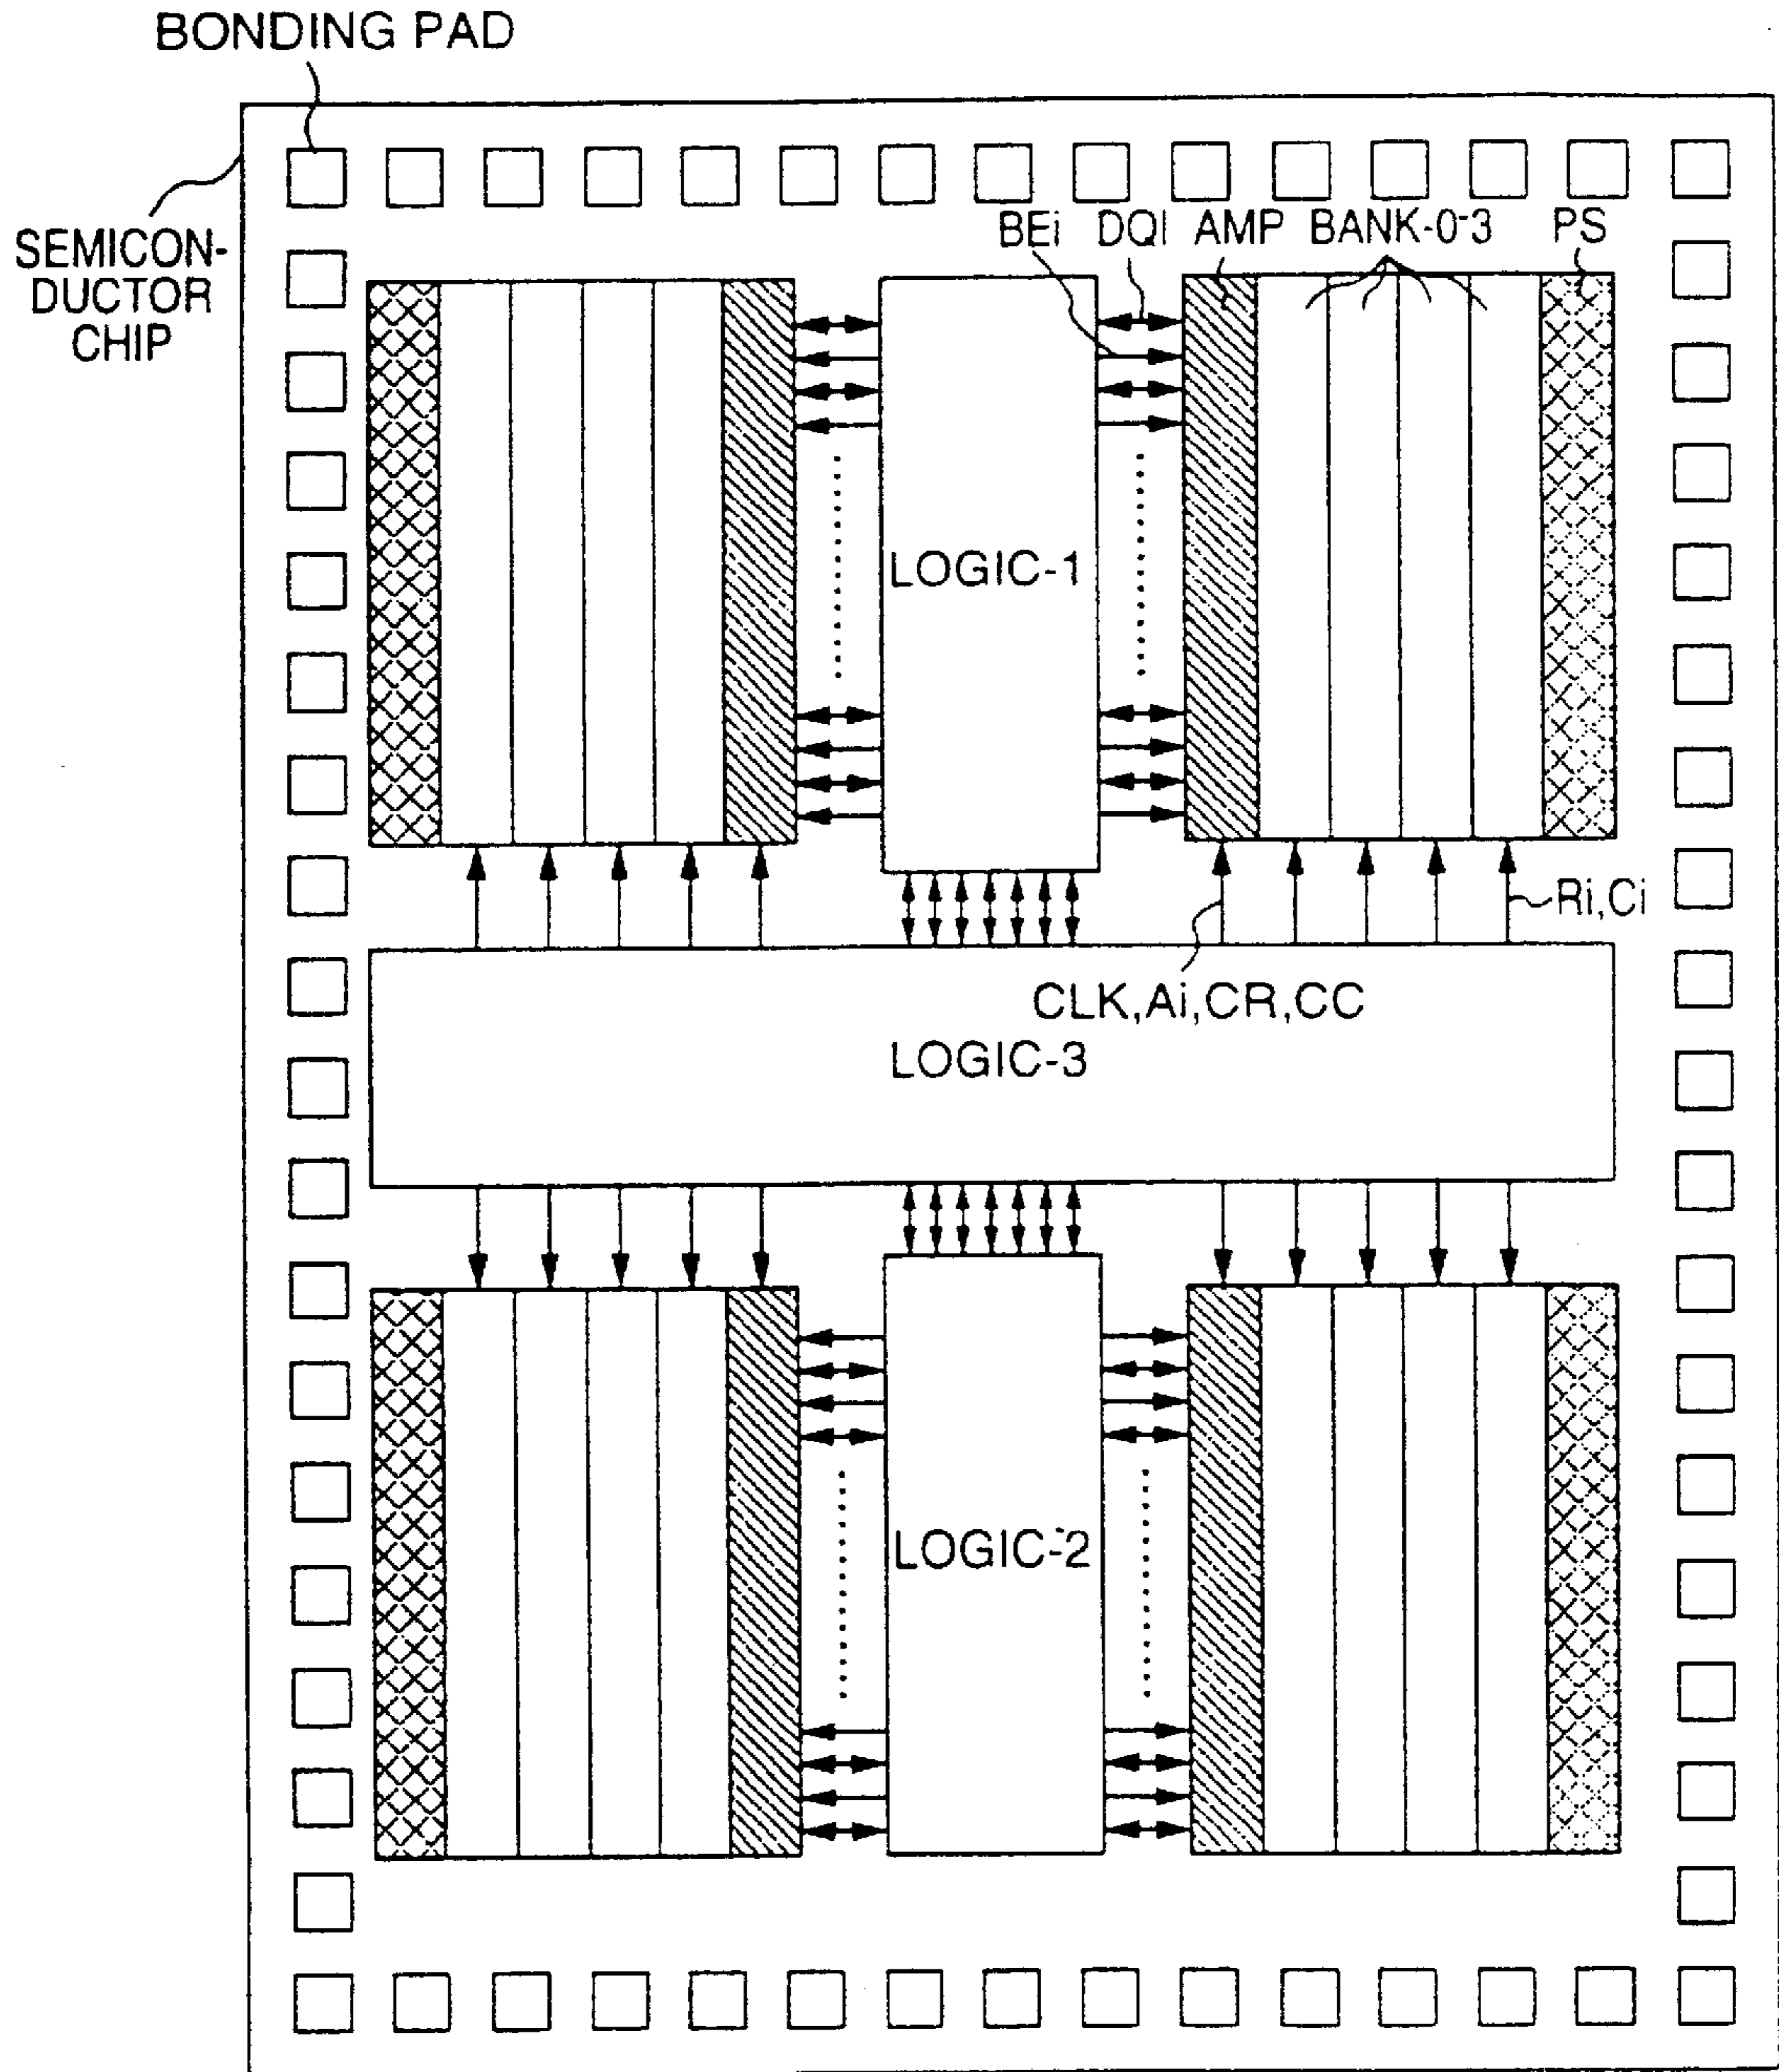 BONDING PAD
SEMICON-
DUCTOR
CHIP
BEi DQI AMP BANK-0-3 PS
LOGIC-1
Ri,Ci
CLK,Ai,CR,CC
LOGIC-3
LOGIC-2